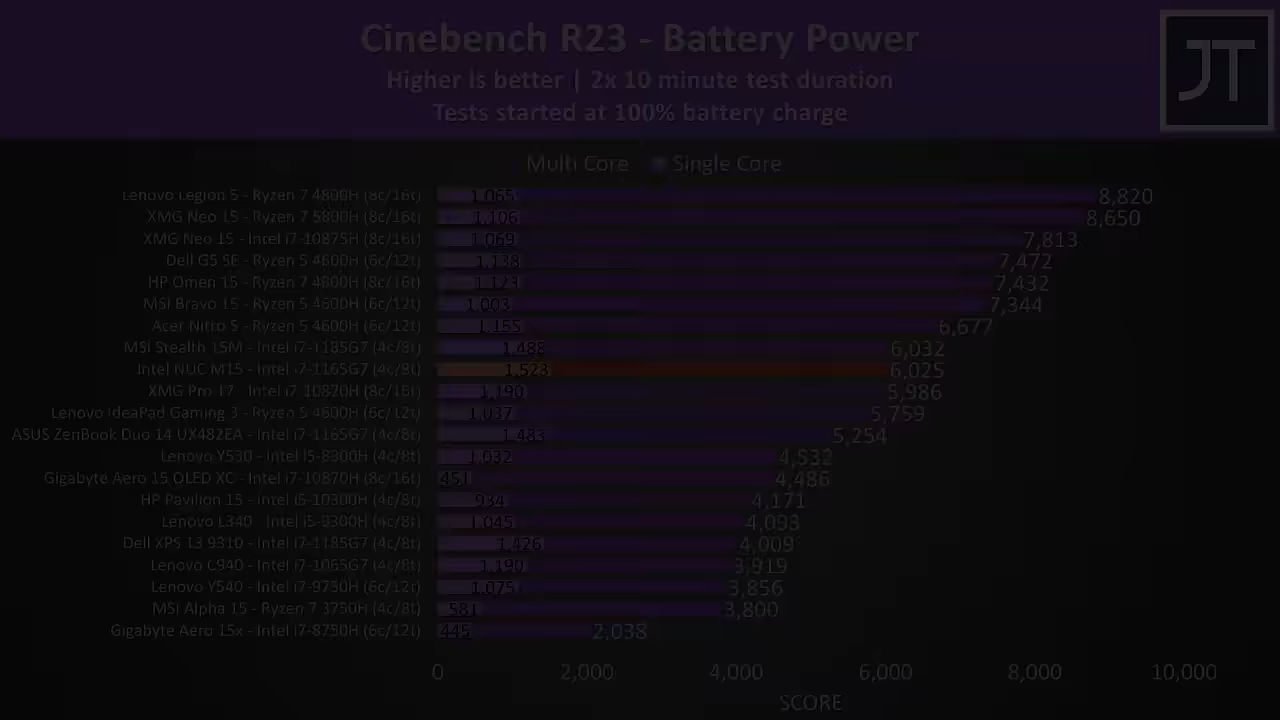 Cinebench R23 - Battery Power
Higher is better | 2x 10 minute test duration
Tests started at 100% battery charge
JT
Multi Core Single Core
Lenovo Legion 5 - Ryzen 7 4800H (8c/16t) 1,065 8,820
XMG Neo 15 - Ryzen 7 5800H (8c/16t) 1,106 8,650
XMG Neo 15 - Intel i7-10875H (8c/16t) 1,069 7,813
Dell G5 SE - Ryzen 5 4600H (6c/12t) 1,138 7,472
HP Omen 15 - Ryzen 7 4800H (8c/16t) 1,123 7,432
MSI Bravo 15 - Ryzen 5 4600H (6c/12t) 1,003 7,344
Acer Nitro 5 - Ryzen 5 4600H (6c/12t) 1,155 6,677
MSI Stealth 15M - Intel i7-1185G7 (4c/8t) 1,488 6,032
Intel NUC M15 - Intel i7-1165G7 (4c/8t) 1,523 6,025
XMG Pro 17 - Intel i7-10870H (8c/16t) 1,190 5,986
Lenovo IdeaPad Gaming 3 - Ryzen 5 4600H (6c/12t) 1,037 5,759
ASUS ZenBook Duo 14 UX482EA - Intel i7-1165G7 (4c/8t) 1,483 5,254
Lenovo Y530 - Intel i5-8300H (4c/8t) 1,032 4,532
Gigabyte Aero 15 OLED XC - Intel i7-10870H (8c/16t) 451 4,486
HP Pavilion 15 - Intel i5-10300H (4c/8t) 934 4,171
Lenovo L340 - Intel i5-9300H (4c/8t) 1,045 4,093
Dell XPS 13 9310 - Intel i7-1185G7 (4c/8t) 1,426 4,009
Lenovo C940 - Intel i7-1065G7 (4c/8t) 1,190 3,919
Lenovo Y540 - Intel i7-9750H (6c/12t) 1,075 3,856
MSI Alpha 15 - Ryzen 7 3750H (4c/8t) 581 3,800
Gigabyte Aero 15x - Intel i7-8750H (6c/12t) 445 2,038
0 2,000 4,000 6,000 8,000 10,000
SCORE